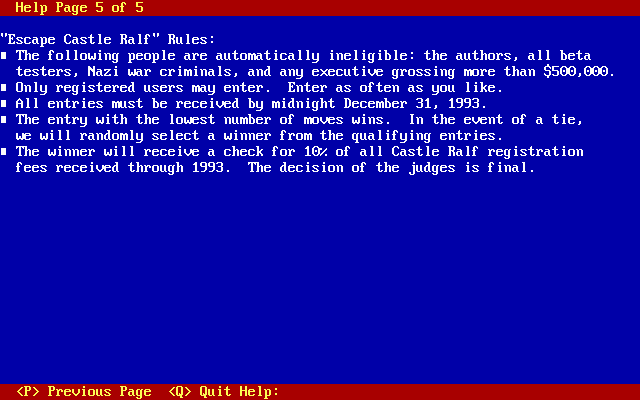 Help Page 5 of 5
"Escape Castle Ralf" Rules:
■ The following people are automatically ineligible: the authors, all beta
testers, Nazi war criminals, and any executive grossing more than $500,000.
■ Only registered users may enter.  Enter as often as you like.
■ All entries must be received by midnight December 31, 1993.
■ The entry with the lowest number of moves wins.  In the event of a tie,
we will randomly select a winner from the qualifying entries.
■ The winner will receive a check for 10% of all Castle Ralf registration
fees received through 1993.  The decision of the judges is final.
<P> Previous Page  <Q> Quit Help: